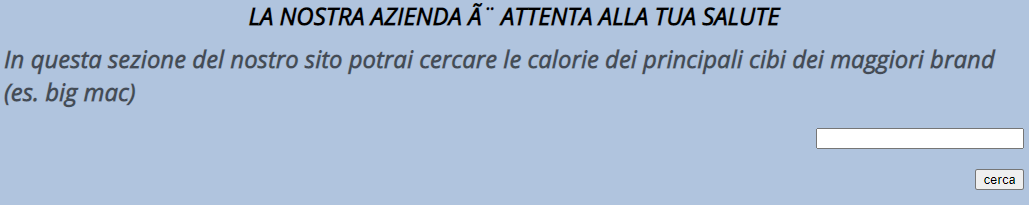 LA NOSTRA AZIENDA Ã¨ ATTENTA ALLA TUA SALUTE
In questa sezione del nostro sito potrai cercare le calorie dei principali cibi dei maggiori brand
(es. big mac)
cerca